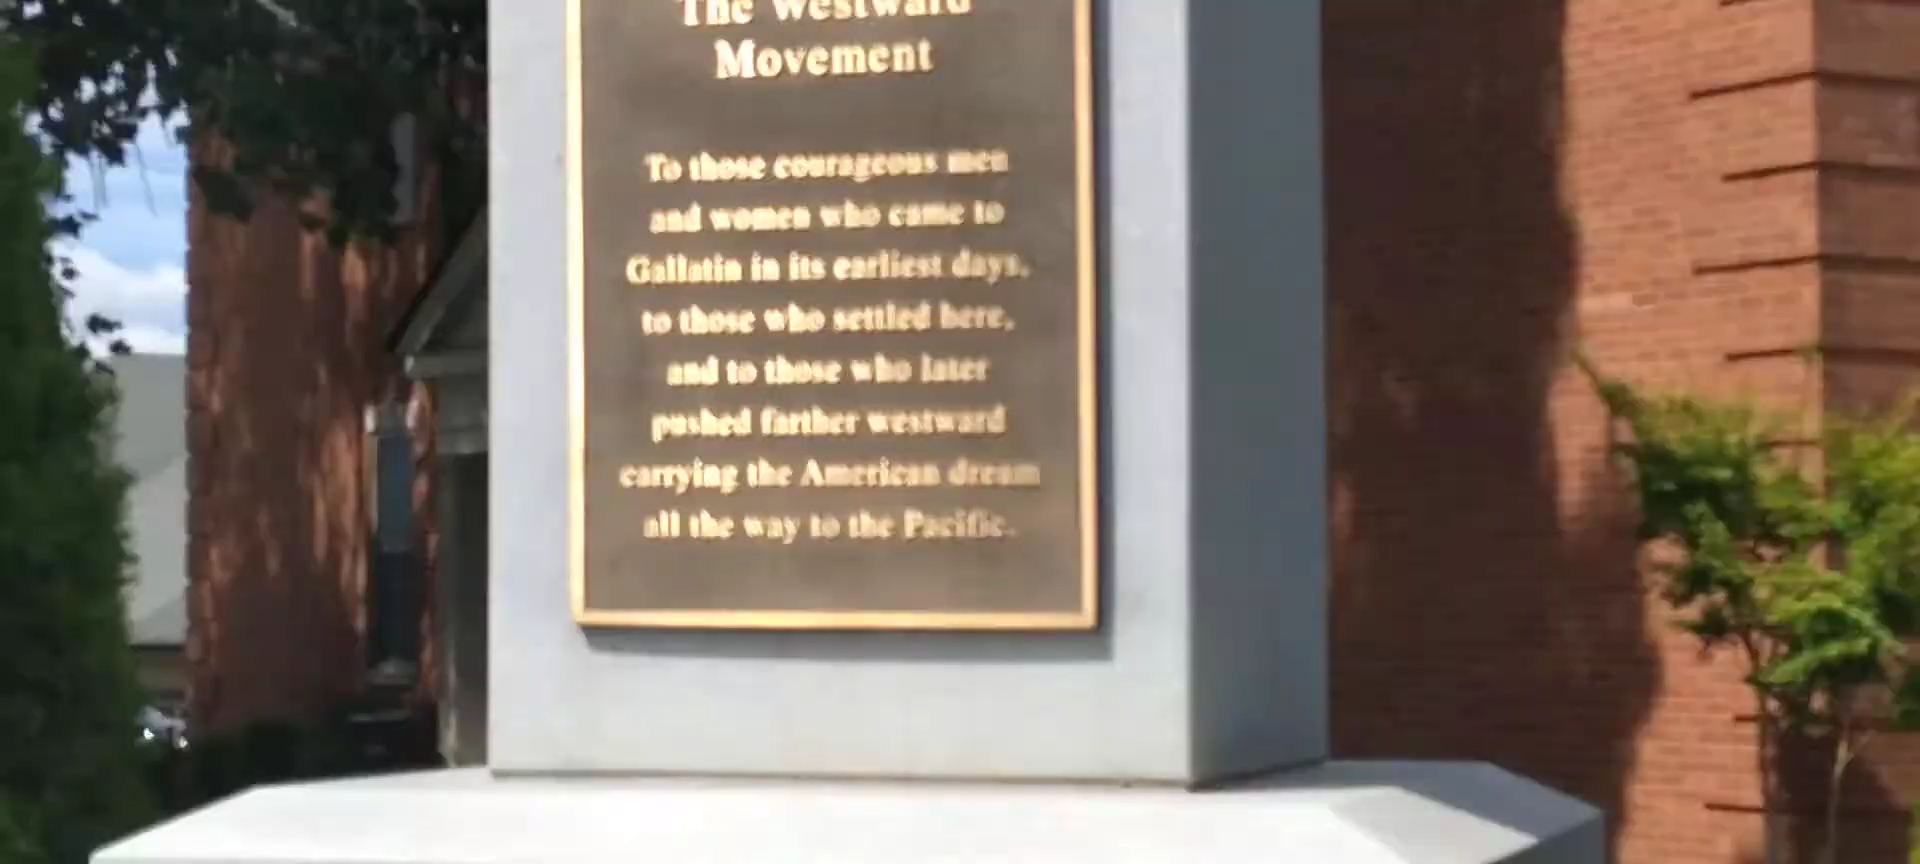 The Westward
Movement
To those courageous men
and women who came to
Gallatin in its earliest days,
to those who settled here,
and to those who later
pushed farther westward
carrying the American dream
all the way to the Pacific.